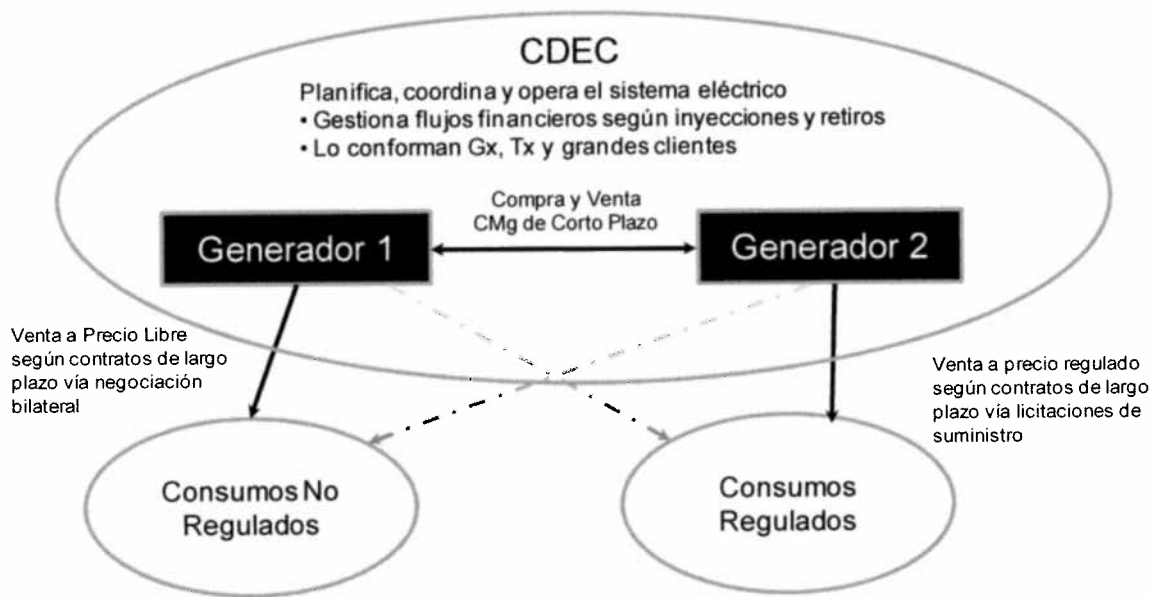 CDEC
Planifica, coordina y opera el sistema eléctrico
• Gestiona flujos financieros según inyecciones y retiros
• Lo conforman Gx, Tx y grandes clientes
Compra y Venta
CMg de Corto Plazo
Generador 1
Generador 2
Venta a Precio Libre
según contratos de largo
plazo vía negociación
bilateral
Venta a precio regulado
según contratos de largo
plazo vía licitaciones de
suministro
Consumos No
Regulados
Consumos
Regulados